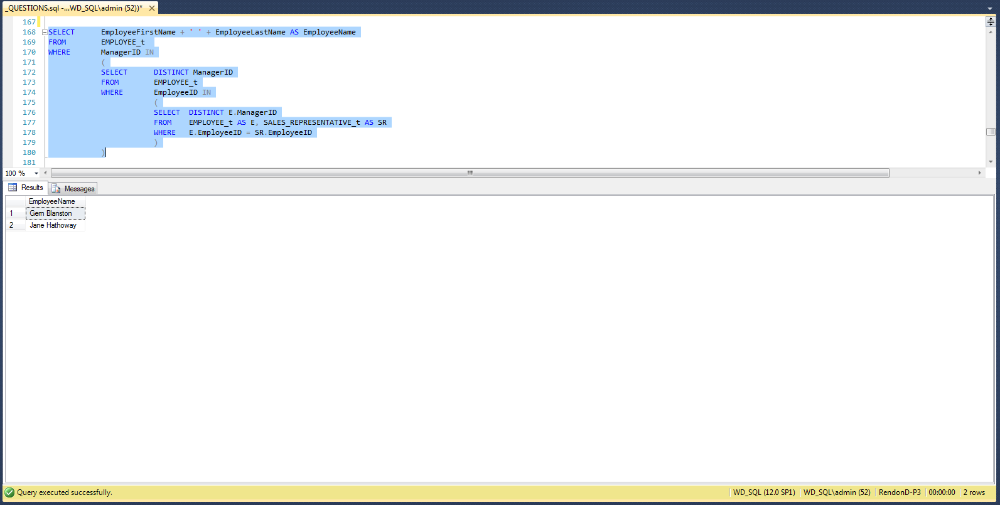 _QUESTIONS.sql -...WD_SQL\admin (52))*
167
168 SELECT EmployeeFirstName + ' ' + EmployeeLastName AS EmployeeName
169 FROM EMPLOYEE_t
170 WHERE ManagerID IN
171 (
172 SELECT DISTINCT ManagerID
173 FROM EMPLOYEE_t
174 WHERE EmployeeID IN
175 (
176 SELECT DISTINCT E.ManagerID
177 FROM EMPLOYEE_t AS E, SALES_REPRESENTATIVE_t AS SR
178 WHERE E.EmployeeID = SR.EmployeeID
179 )
180 )
181
100 %
Results Messages
EmployeeName
1 Gem Blanston
2 Jane Hathoway
Query executed successfully. WD_SQL (12.0 SP1) WD_SQL\admin (52) RendonD-P3 00:00:00 2 rows